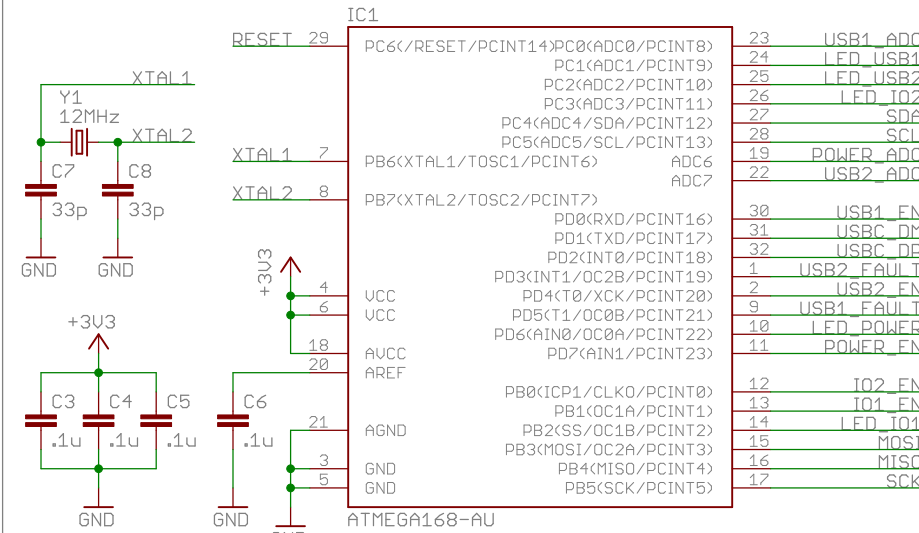 IC1
RESET 29 PC6(/RESET/PCINT14)PC0(ADC0/PCINT8) 23 USB1_ADC
PC1(ADC1/PCINT9) 24 LED_USB1
XTAL1 PC2(ADC2/PCINT10) 25 LED_USB2
Y1 PC3(ADC3/PCINT11) 26 LED_IO2
12MHz PC4(ADC4/SDA/PCINT12) 27 SDA
XTAL2 PC5(ADC5/SCL/PCINT13) 28 SCL
XTAL1 7 PB6(XTAL1/TOSC1/PCINT6) ADC6 19 POWER_ADC
C7 C8 ADC7 22 USB2_ADC
XTAL2 8 PB7(XTAL2/TOSC2/PCINT7)
33p 33p PD0(RXD/PCINT16) 30 USB1_EN
PD1(TXD/PCINT17) 31 USBC_DM
PD2(INT0/PCINT18) 32 USBC_DP
GND GND +3V3 PD3(INT1/OC2B/PCINT19) 1 USB2_FAULT
4 VCC PD4(T0/XCK/PCINT20) 2 USB2_EN
6 VCC PD5(T1/OC0B/PCINT21) 9 USB1_FAULT
+3V3 PD6(AIN0/OC0A/PCINT22) 10 LED_POWER
18 AVCC PD7(AIN1/PCINT23) 11 POWER_EN
20 AREF
PB0(ICP1/CLKO/PCINT0) 12 IO2_EN
C3 C4 C5 C6 PB1(OC1A/PCINT1) 13 IO1_EN
21 AGND PB2(SS/OC1B/PCINT2) 14 LED_IO1
.1u .1u .1u .1u PB3(MOSI/OC2A/PCINT3) 15 MOSI
3 GND PB4(MISO/PCINT4) 16 MISO
5 GND PB5(SCK/PCINT5) 17 SCK
GND GND ATMEGA168-AU